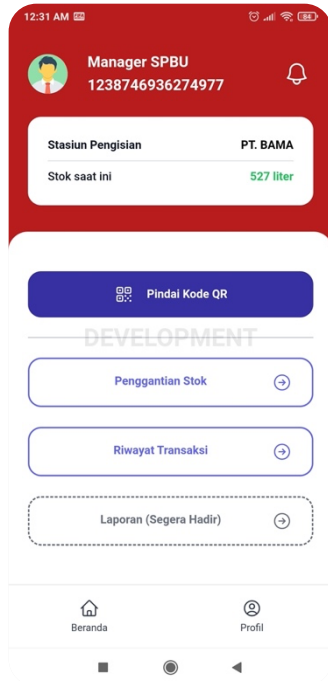 12:31 AM
84
Manager SPBU
1238746936274977
Stasiun Pengisian PT. BAMA
Stok saat ini 527 liter
Pindai Kode QR
DEVELOPMENT
Penggantian Stok
Riwayat Transaksi
Laporan (Segera Hadir)
Beranda Profil